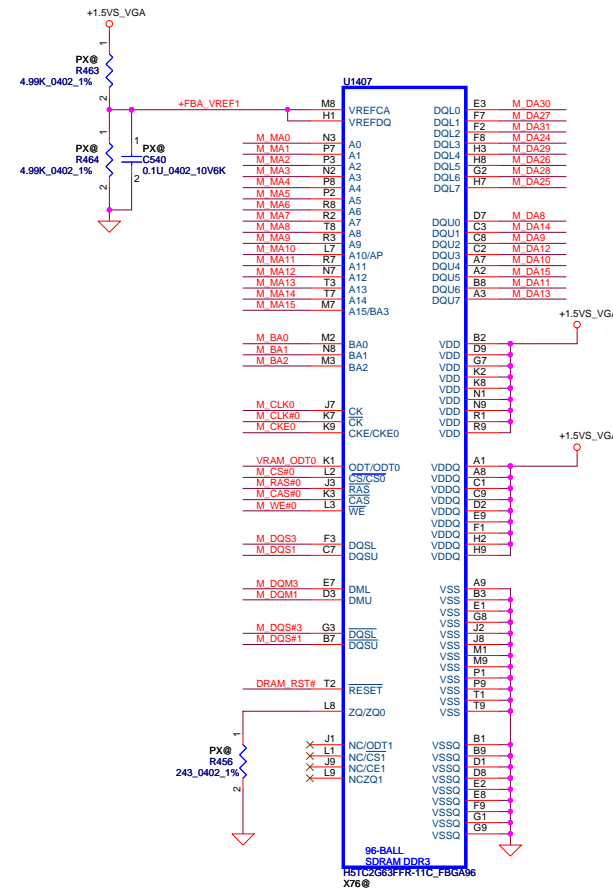 +1.5VS_VGA
1
PX@
R463
4.99K_0402_1%
2
+FBA_VREF1
PX@
R464
4.99K_0402_1%
1
2
1
PX@
C540
0.1U_0402_10V6K
2
U1407
M8 VREFCA
H1 VREFDQ
M_MA0 N3 A0
M_MA1 P7 A1
M_MA2 P3 A2
M_MA3 N2 A3
M_MA4 P8 A4
M_MA5 P2 A5
M_MA6 R8 A6
M_MA7 R2 A7
M_MA8 T8 A8
M_MA9 R3 A9
M_MA10 L7 A10/AP
M_MA11 R7 A11
M_MA12 N7 A12
M_MA13 T3 A13
M_MA14 T7 A14
M_MA15 M7 A15/BA3
M_BA0 M2 BA0
M_BA1 N8 BA1
M_BA2 M3 BA2
M_CLK0 J7 CK
M_CLK#0 K7 CK
M_CKE0 K9 CKE/CKE0
VRAM_ODT0 K1 ODT/ODT0
M_CS#0 L2 CS/CS0
M_RAS#0 J3 RAS
M_CAS#0 K3 CAS
M_WE#0 L3 WE
M_DQS3 F3 DQSL
M_DQS1 C7 DQSU
M_DQM3 E7 DML
M_DQM1 D3 DMU
M_DQS#3 G3 DQSL
M_DQS#1 B7 DQSU
DRAM_RST# T2 RESET
L8 ZQ/ZQ0
1
PX@
R456
243_0402_1%
2
J1 NC/ODT1
L1 NC/CS1
J9 NC/CE1
L9 NCZQ1
DQL0 E3 M_DA30
DQL1 F7 M_DA27
DQL2 F2 M_DA31
DQL3 F8 M_DA24
DQL4 H3 M_DA29
DQL5 H8 M_DA26
DQL6 G2 M_DA28
DQL7 H7 M_DA25
DQU0 D7 M_DA8
DQU1 C3 M_DA14
DQU2 C8 M_DA9
DQU3 C2 M_DA12
DQU4 A7 M_DA10
DQU5 A2 M_DA15
DQU6 B8 M_DA11
DQU7 A3 M_DA13
+1.5VS_VGA
VDD B2
VDD D9
VDD G7
VDD K2
VDD K8
VDD N1
VDD N9
VDD R1
VDD R9
+1.5VS_VGA
VDDQ A1
VDDQ A8
VDDQ C1
VDDQ C9
VDDQ D2
VDDQ E9
VDDQ F1
VDDQ H2
VDDQ H9
VSS A9
VSS B3
VSS E1
VSS G8
VSS J2
VSS J8
VSS M1
VSS M9
VSS P1
VSS P9
VSS T1
VSS T9
VSSQ B1
VSSQ B9
VSSQ D1
VSSQ D8
VSSQ E2
VSSQ E8
VSSQ F9
VSSQ G1
VSSQ G9
96-BALL
SDRAM DDR3
H5TC2G63FFR-11C_FBGA96
X76@